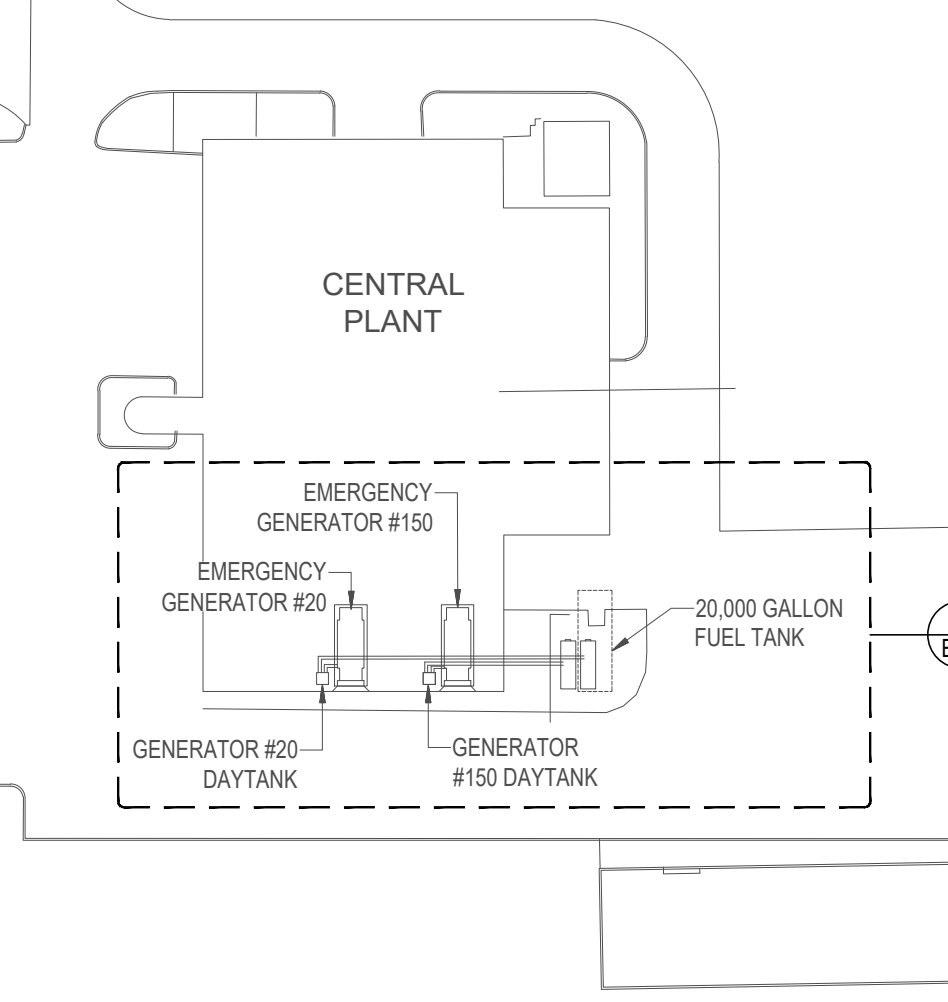 CENTRAL
PLANT
EMERGENCY
GENERATOR #150
EMERGENCY
GENERATOR #20
20,000 GALLON
FUEL TANK
GENERATOR #20
DAYTANK
GENERATOR
#150 DAYTANK